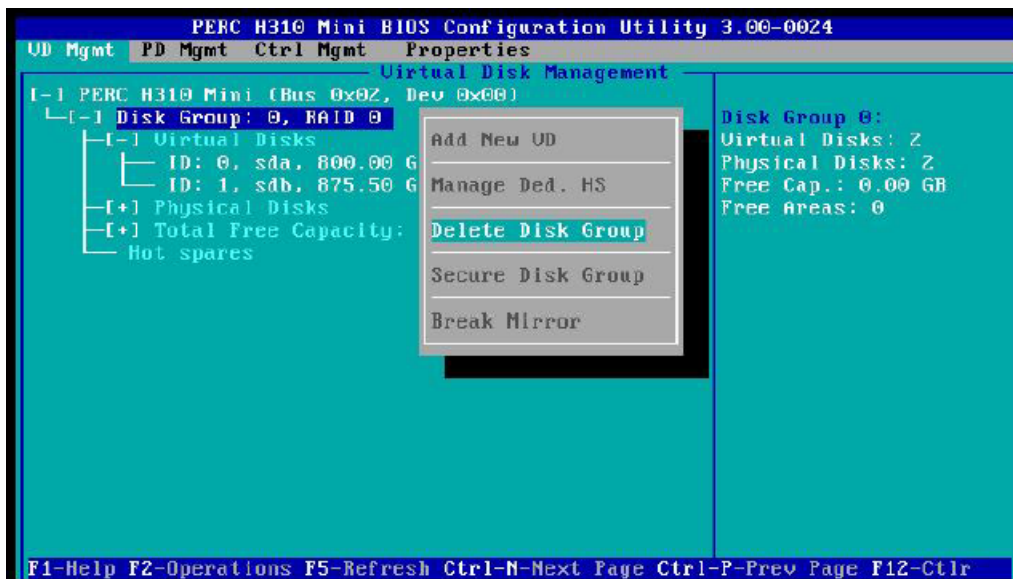 PERC H310 Mini BIOS Configuration Utility 3.00-0024
VD Mgmt PD Mgmt Ctrl Mgmt Properties
Virtual Disk Management
[-] PERC H310 Mini (Bus 0x02, Dev 0x00)
[-] Disk Group: 0, RAID 0
[-] Virtual Disks
ID: 0, sda, 800.00 G
ID: 1, sdb, 875.50 G
[+] Physical Disks
[+] Total Free Capacity:
Hot spares
Add New VD
Manage Ded. HS
Delete Disk Group
Secure Disk Group
Break Mirror
Disk Group 0:
Virtual Disks: 2
Physical Disks: 2
Free Cap.: 0.00 GB
Free Areas: 0
F1-Help F2-Operations F5-Refresh Ctrl-N-Next Page Ctrl-P-Prev Page F12-Ctlr